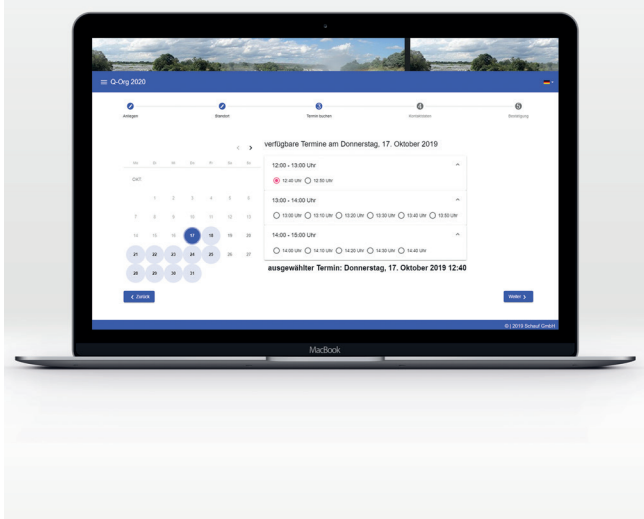 Q-Org 2020
3 4 5
Anliegen Standort Termin buchen Kontaktdaten Bestätigung
verfügbare Termine am Donnerstag, 17. Oktober 2019
OKT.
1 2 3 4 5 6
7 8 9 10 11 12 13
14 15 16 17 18 19 20
21 22 23 24 25 26 27
28 29 30 31
12:00 - 13:00 Uhr
12:40 Uhr 12:50 Uhr
13:00 - 14:00 Uhr
13:00 Uhr 13:10 Uhr 13:20 Uhr 13:30 Uhr 13:40 Uhr 13:50 Uhr
14:00 - 15:00 Uhr
14:00 Uhr 14:10 Uhr 14:20 Uhr 14:30 Uhr 14:40 Uhr
ausgewählter Termin: Donnerstag, 17. Oktober 2019 12:40
Zurück
Weiter
© | 2019 Schauf GmbH
MacBook